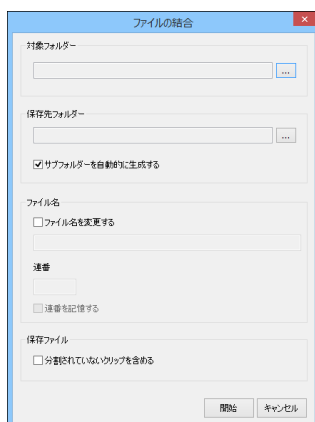 ファイルの結合
対象フォルダー
...
保存先フォルダー
...
サブフォルダーを自動的に生成する
ファイル名
ファイル名を変更する
連番
連番を記憶する
保存ファイル
分割されていないクリップを含める
開始 キャンセル